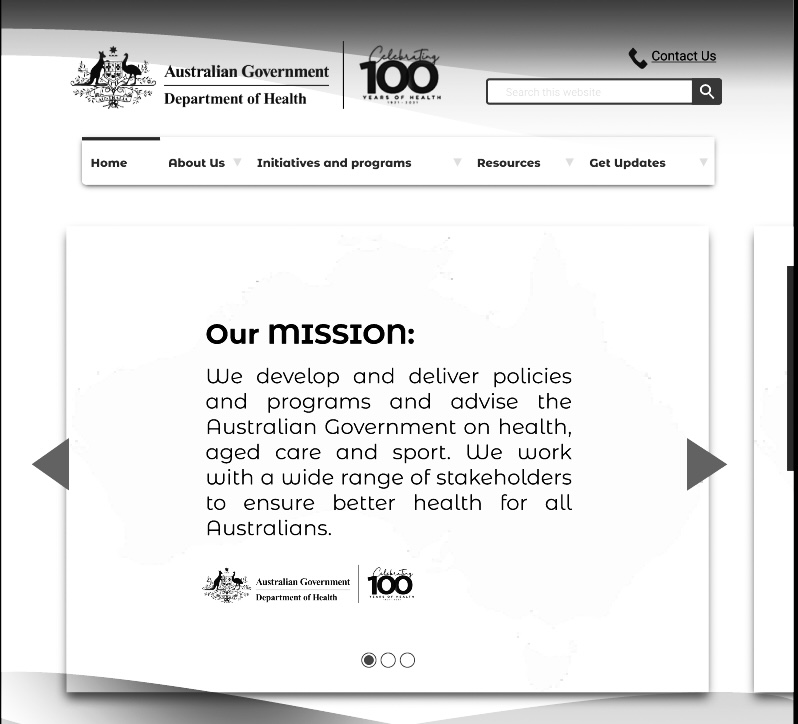 Celebrating
Australian Government
100
Department of Health
YEARS OF HEALTH
1921 - 2021
Contact Us
Search this website
Home
About Us
Initiatives and programs
Resources
Get Updates
Our MISSION:
We develop and deliver policies
and programs and advise the
Australian Government on health,
aged care and sport. We work
with a wide range of stakeholders
to ensure better health for all
Australians.
Celebrating
Australian Government
100
Department of Health
YEARS OF HEALTH